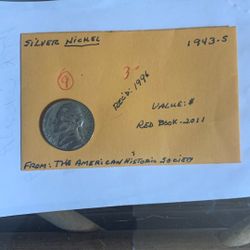 SILVER NICKEL
1943-S
9
3-
REC'D. 1996
VALUE: $
RED BOOK - 2011
FROM: THE AMERICAN HISTORIC SOCIETY